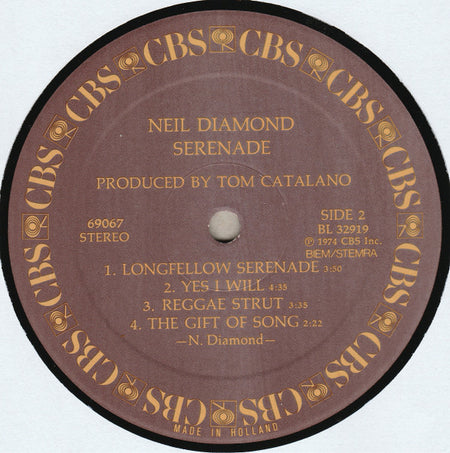 CBS CBS CBS CBS CBS CBS CBS CBS CBS CBS CBS CBS
NEIL DIAMOND
SERENADE
PRODUCED BY TOM CATALANO
69067
STEREO
SIDE 2
BL 32919
℗ 1974 CBS Inc.
BIEM/STEMRA
1. LONGFELLOW SERENADE 3:50
2. YES I WILL 4:35
3. REGGAE STRUT 3:35
4. THE GIFT OF SONG 2:22
—N. Diamond—
MADE IN HOLLAND